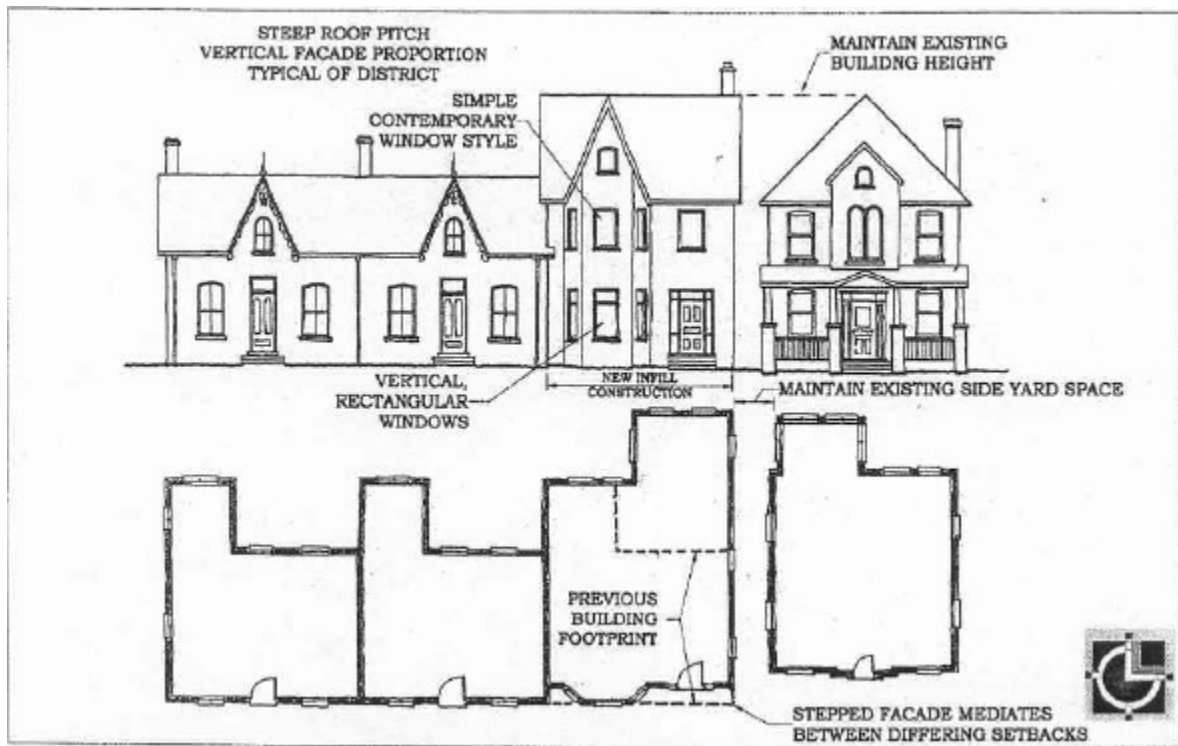 STEEP ROOF PITCH
VERTICAL FACADE PROPORTION
TYPICAL OF DISTRICT
MAINTAIN EXISTING
BUILIDNG HEIGHT
SIMPLE
CONTEMPORARY
WINDOW STYLE
VERTICAL,
RECTANGULAR
WINDOWS
NEW INFILL
CONSTRUCTION
MAINTAIN EXISTING SIDE YARD SPACE
PREVIOUS
BUILDING
FOOTPRINT
STEPPED FACADE MEDIATES
BETWEEN DIFFERING SETBACKS